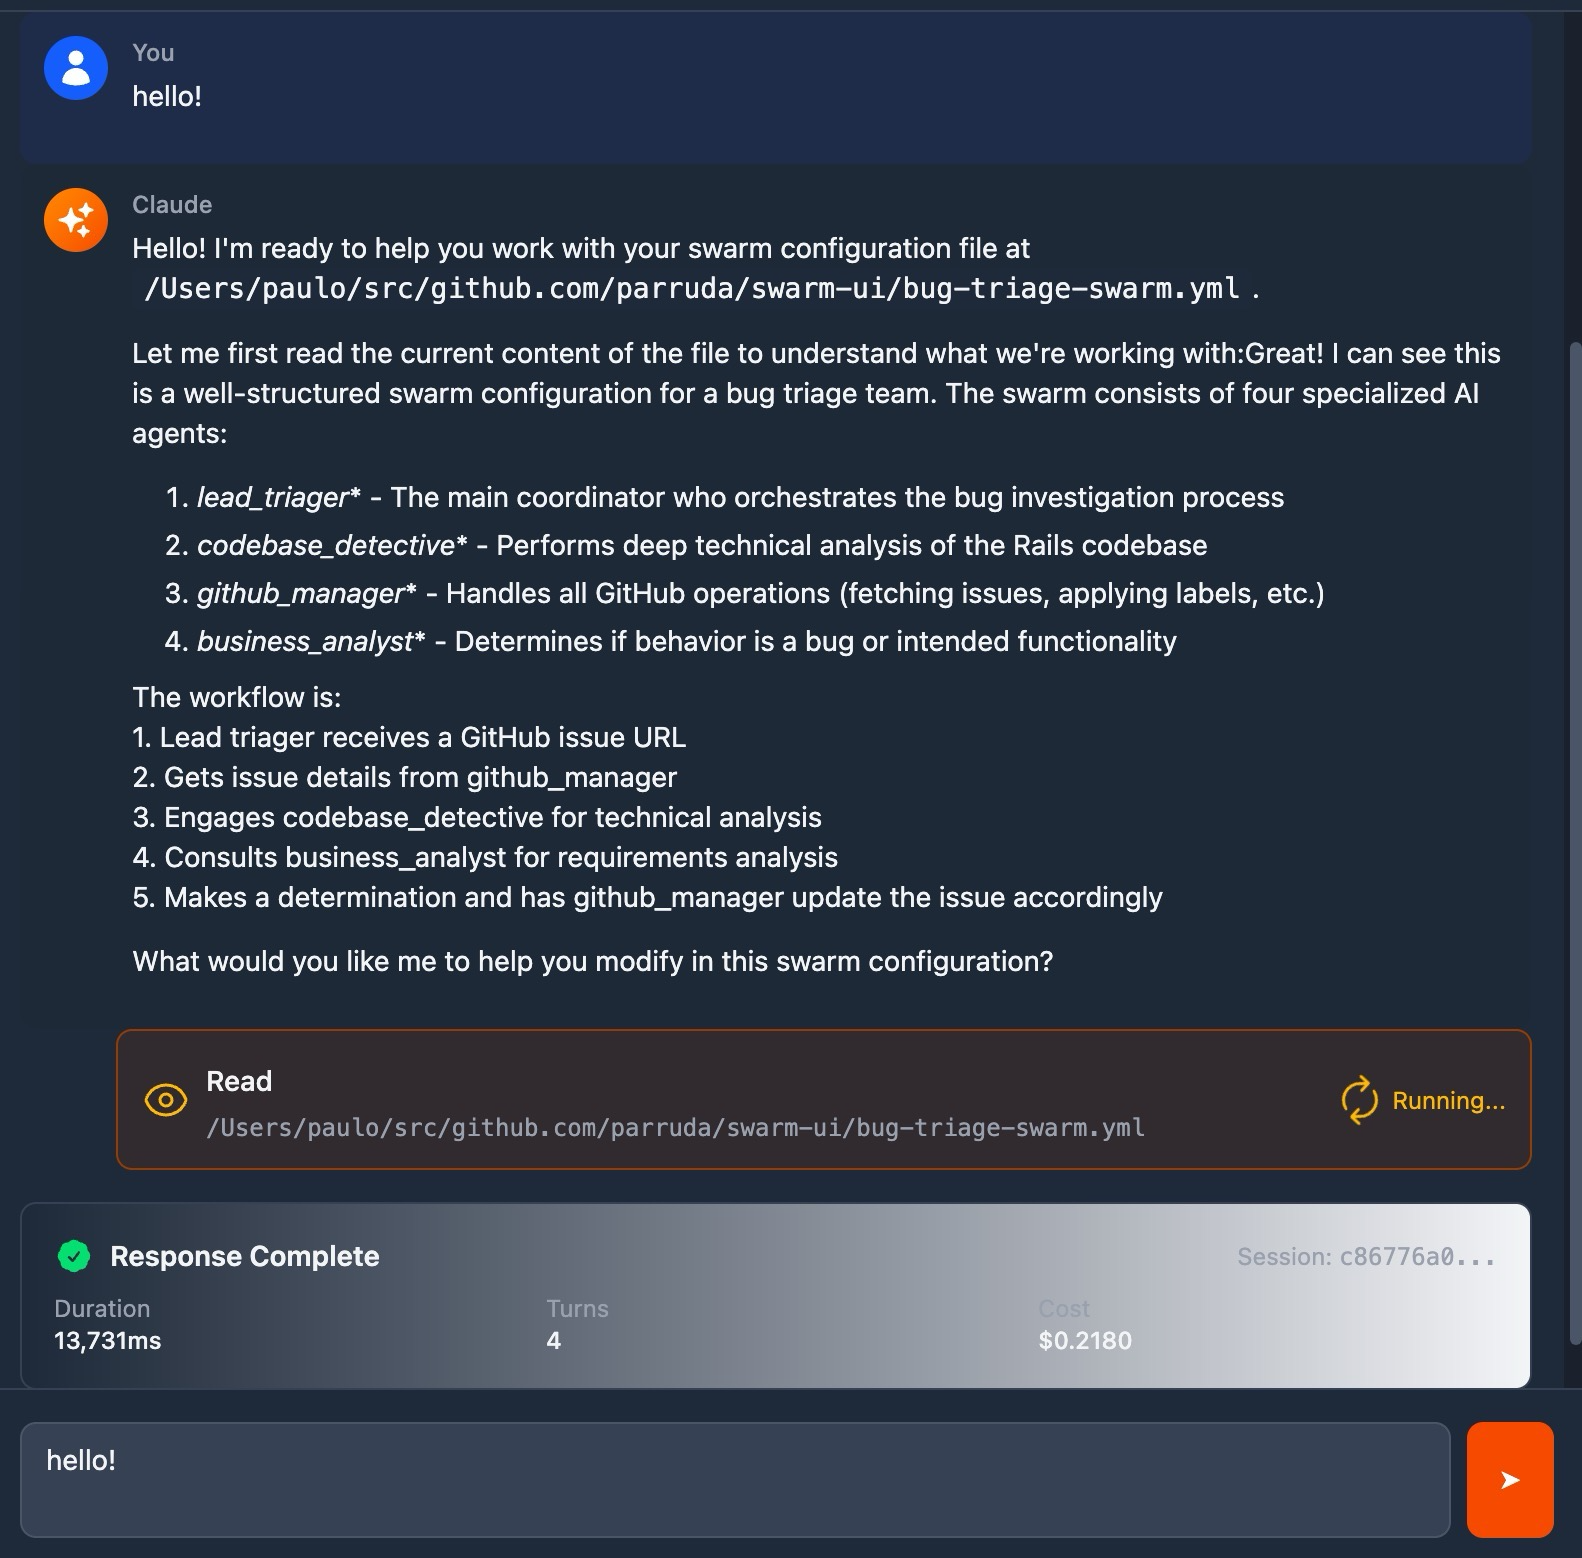 You
hello!
Claude
Hello! I'm ready to help you work with your swarm configuration file at
/Users/paulo/src/github.com/parruda/swarm-ui/bug-triage-swarm.yml .
Let me first read the current content of the file to understand what we're working with:Great! I can see this
is a well-structured swarm configuration for a bug triage team. The swarm consists of four specialized AI
agents:
1. lead_triager* - The main coordinator who orchestrates the bug investigation process
2. codebase_detective* - Performs deep technical analysis of the Rails codebase
3. github_manager* - Handles all GitHub operations (fetching issues, applying labels, etc.)
4. business_analyst* - Determines if behavior is a bug or intended functionality
The workflow is:
1. Lead triager receives a GitHub issue URL
2. Gets issue details from github_manager
3. Engages codebase_detective for technical analysis
4. Consults business_analyst for requirements analysis
5. Makes a determination and has github_manager update the issue accordingly
What would you like me to help you modify in this swarm configuration?
Read
/Users/paulo/src/github.com/parruda/swarm-ui/bug-triage-swarm.yml
Running...
Response Complete
Session: c86776a0...
Duration
13,731ms
Turns
4
Cost
$0.2180
hello!